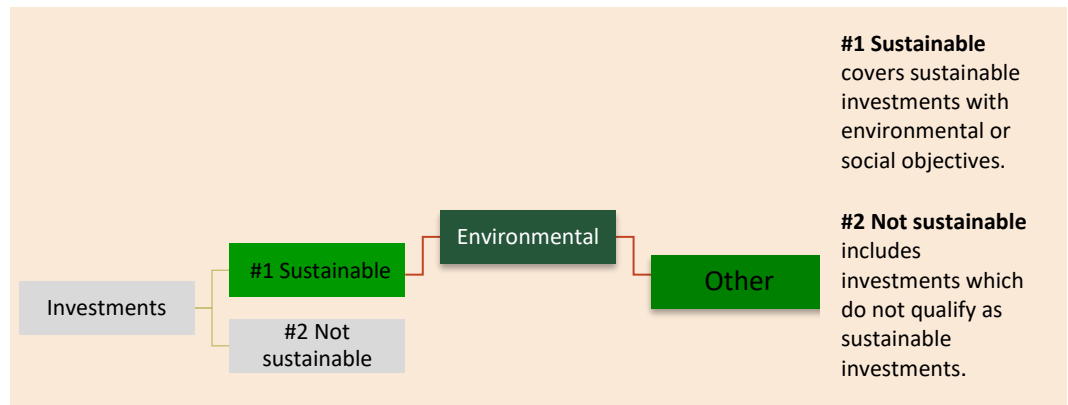 Investments
#1 Sustainable
#2 Not
sustainable
Environmental
Other
#1 Sustainable
covers sustainable
investments with
environmental or
social objectives.
#2 Not sustainable
includes
investments which
do not qualify as
sustainable
investments.